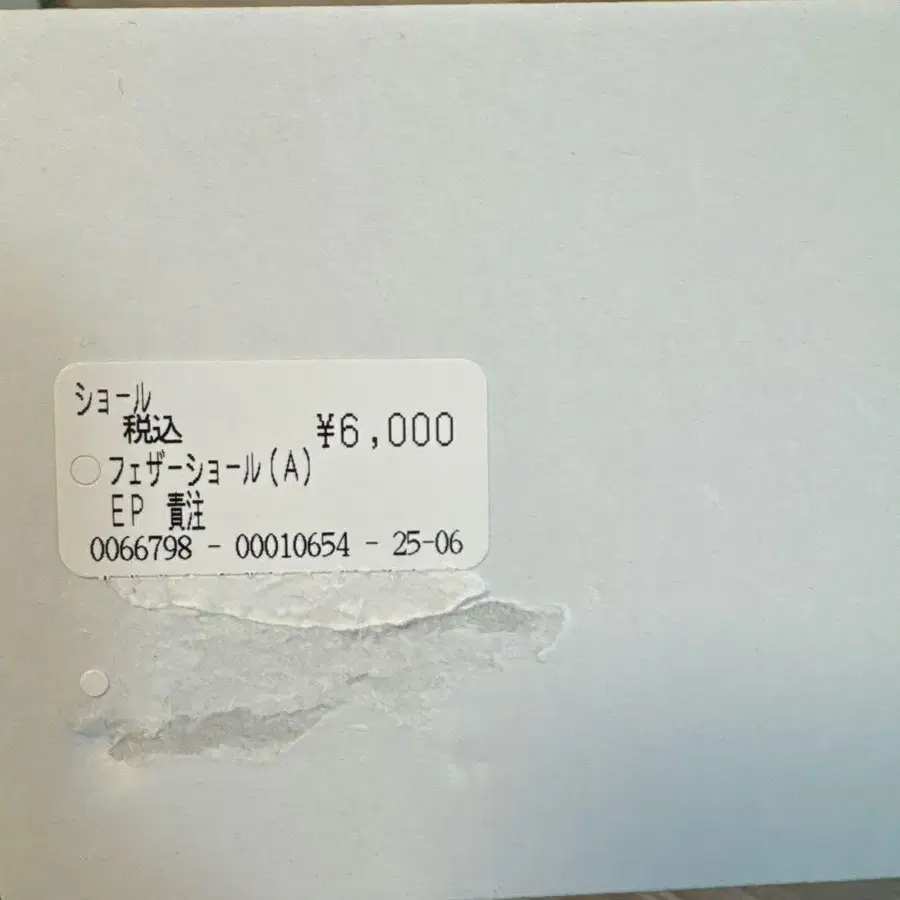 ショール
税込 ¥6,000
フェザーショール(A)
EP 責注
0066798 - 00010654 - 25-06